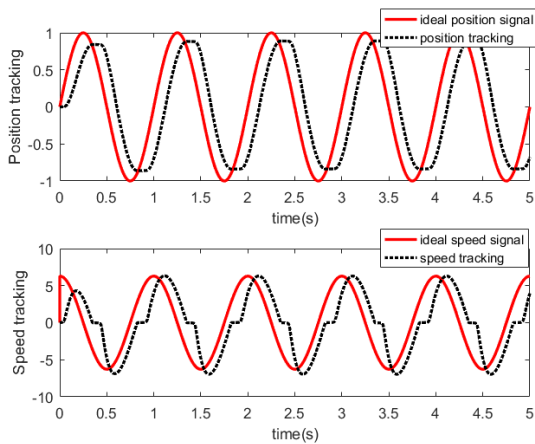 ideal position signal
position tracking
Position tracking
1
0.5
0
-0.5
-1
0 0.5 1 1.5 2 2.5 3 3.5 4 4.5 5
time(s)
ideal speed signal
speed tracking
Speed tracking
10
5
0
-5
-10
0 0.5 1 1.5 2 2.5 3 3.5 4 4.5 5
time(s)